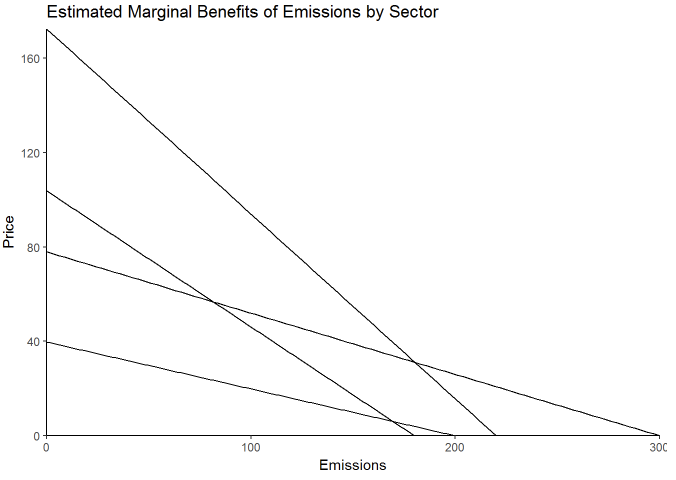 Estimated Marginal Benefits of Emissions by Sector
160
120
80
40
0
Price
0 100 200 300
Emissions